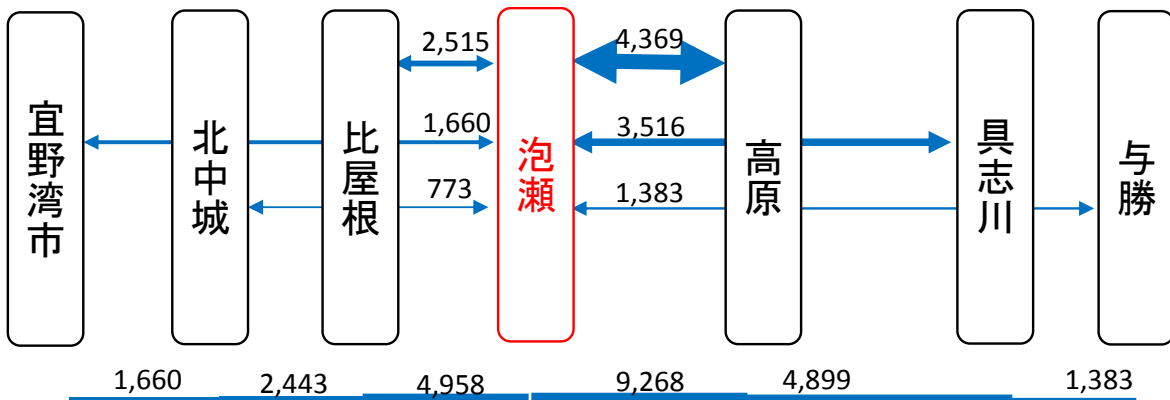 2,515
4,369
宜野湾市
北中城
比屋根
泡瀬
高原
具志川
与勝
1,660
3,516
773
1,383
1,660
2,443
4,958
9,268
4,899
1,383